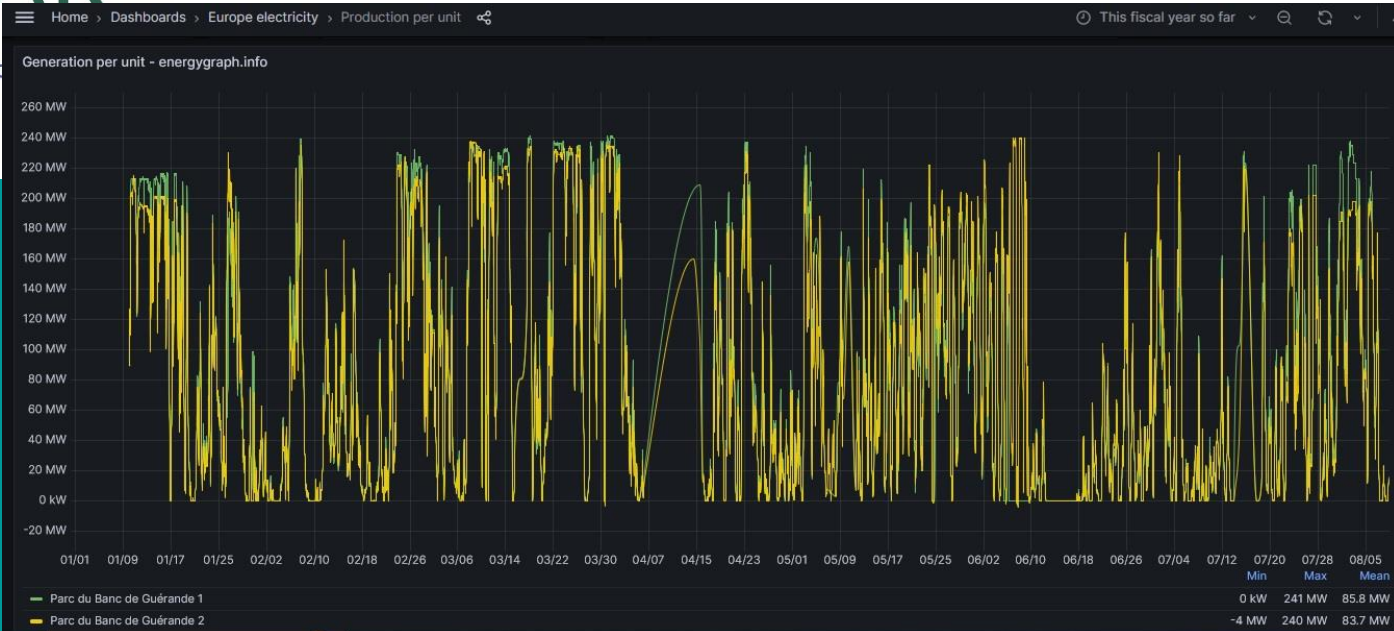 Home › Dashboards › Europe electricity › Production per unit
This fiscal year so far
Generation per unit - energygraph.info
260 MW
240 MW
220 MW
200 MW
180 MW
160 MW
140 MW
120 MW
100 MW
80 MW
60 MW
40 MW
20 MW
0 kW
-20 MW
01/01 01/09 01/17 01/25 02/02 02/10 02/18 02/26 03/06 03/14 03/22 03/30 04/07 04/15 04/23 05/01 05/09 05/17 05/25 06/02 06/10 06/18 06/26 07/04 07/12 07/20 07/28 08/05
Min Max Mean
Parc du Banc de Guérande 1 0 kW 241 MW 85.8 MW
Parc du Banc de Guérande 2 -4 MW 240 MW 83.7 MW